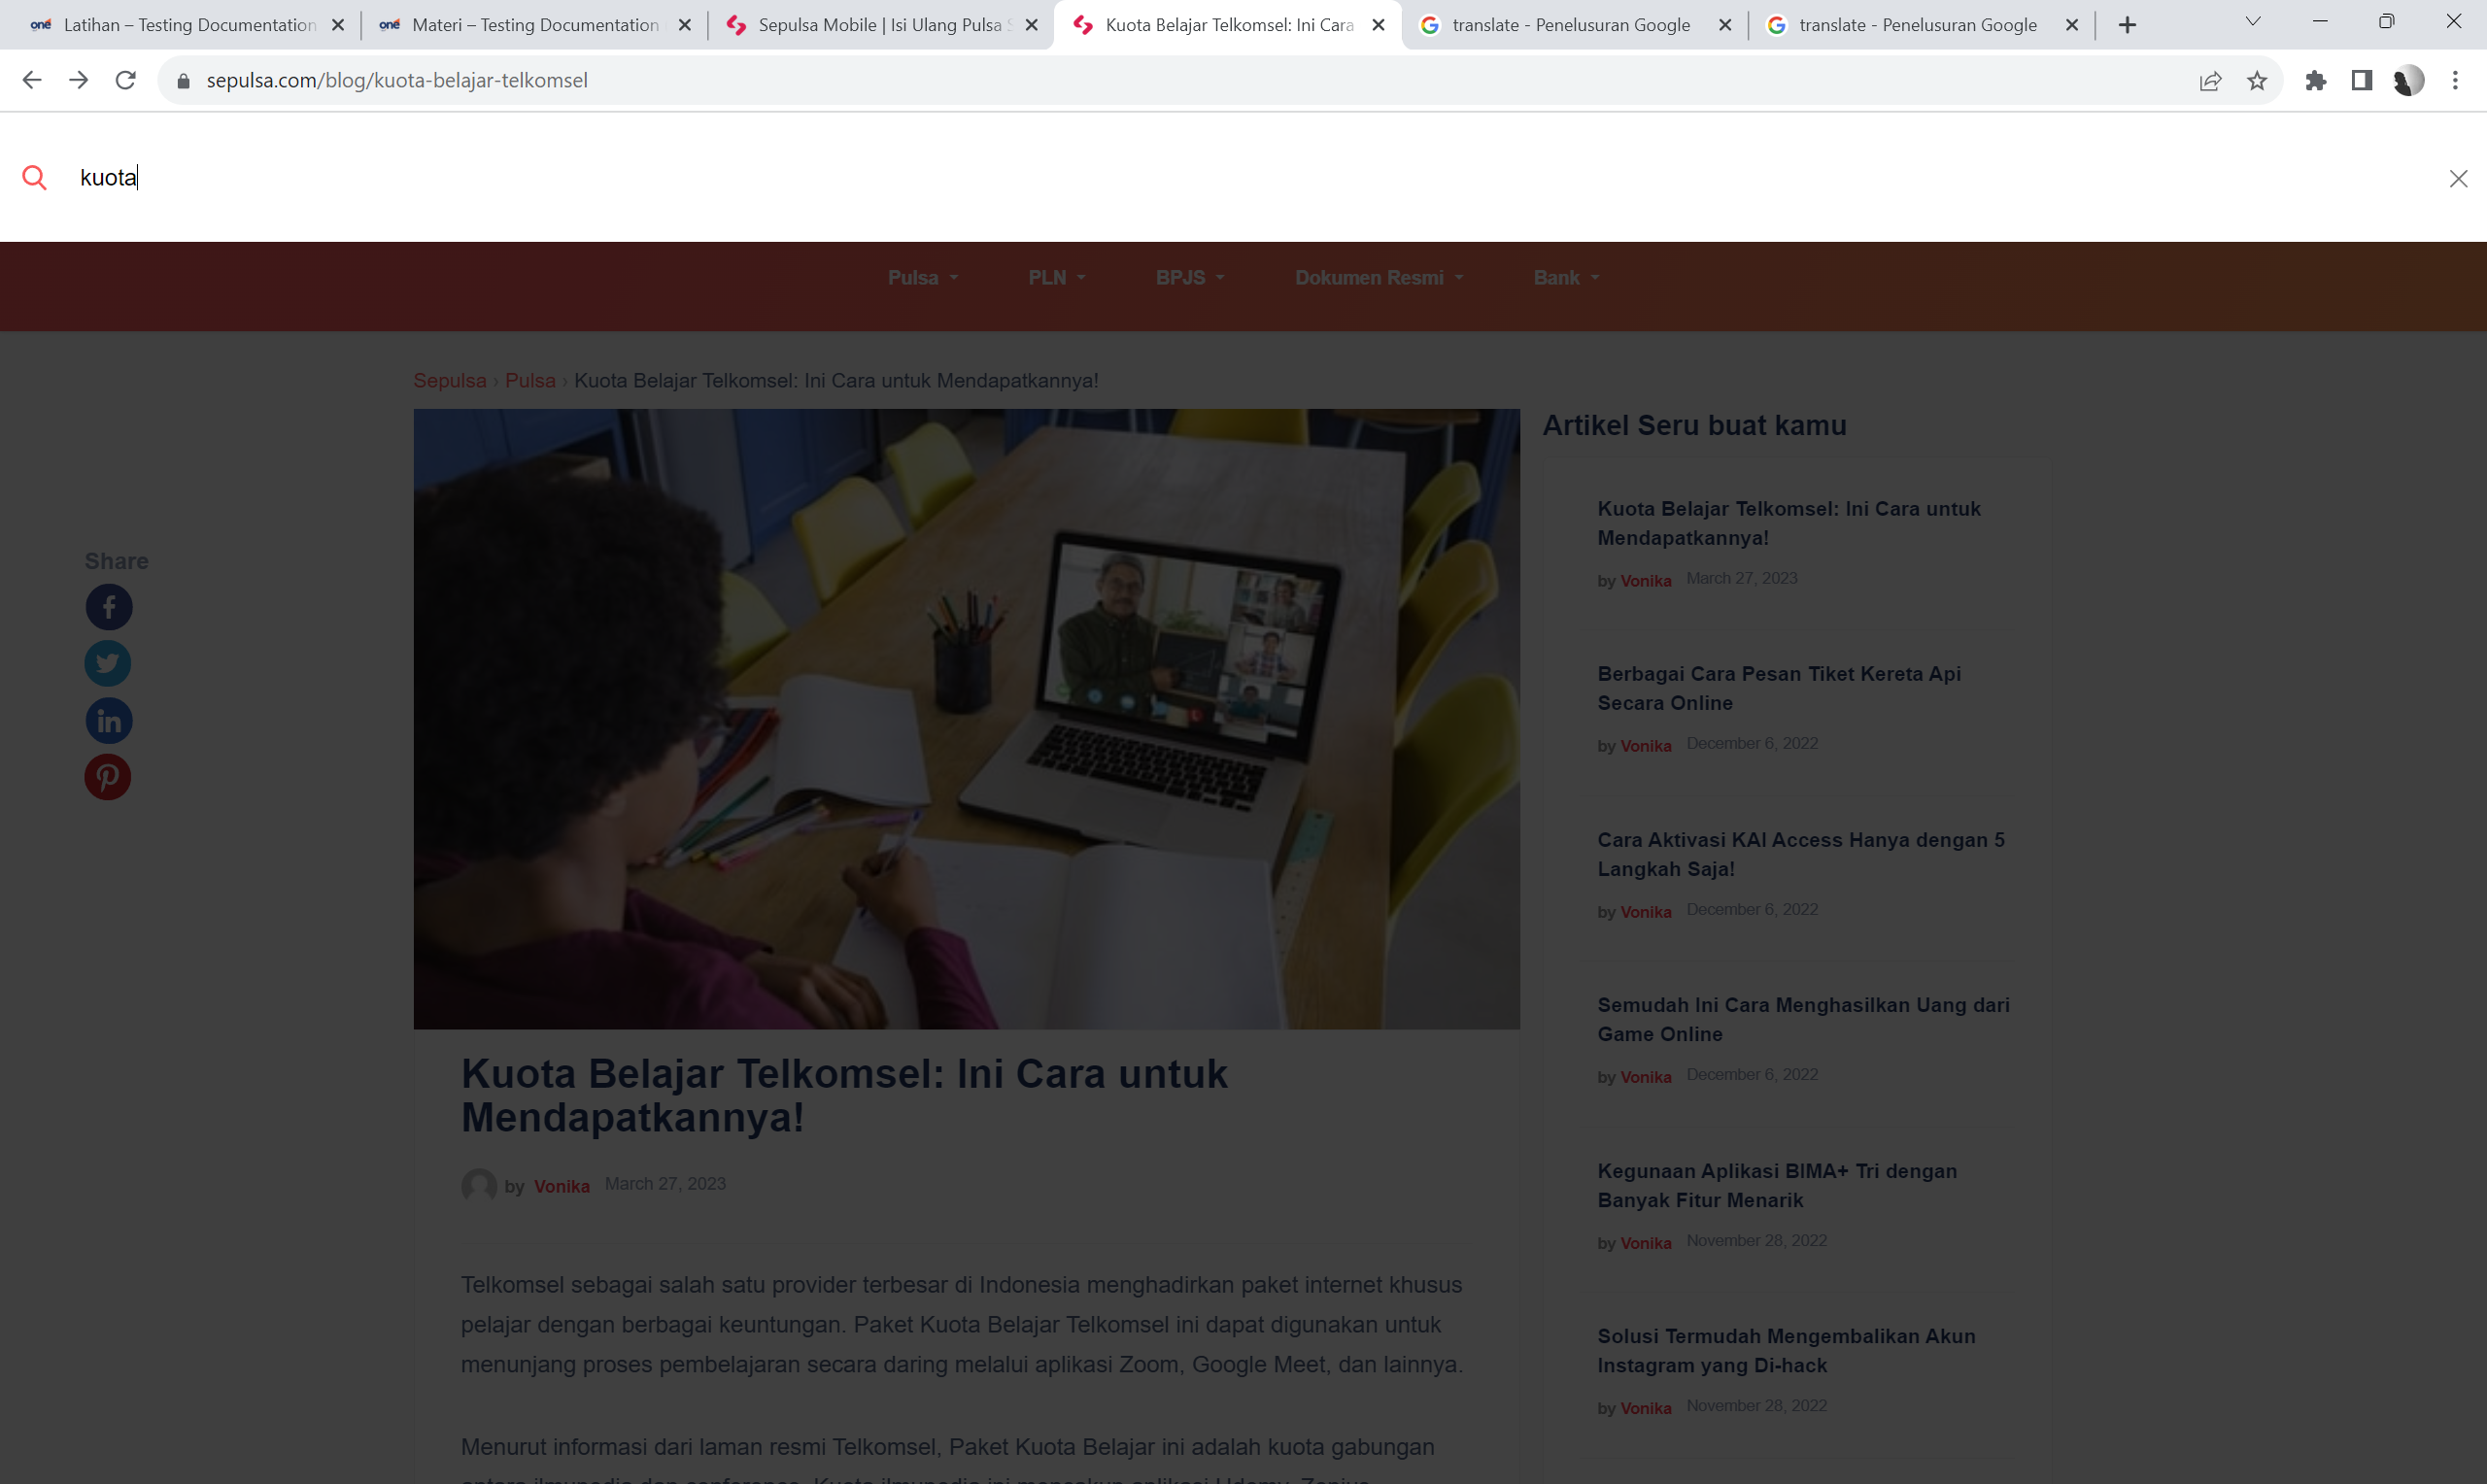 Latihan – Testing Documentation
Materi – Testing Documentation
Sepulsa Mobile | Isi Ulang Pulsa
Kuota Belajar Telkomsel: Ini Cara
translate - Penelusuran Google
translate - Penelusuran Google
sepulsa.com/blog/kuota-belajar-telkomsel
kuota
Pulsa
PLN
BPJS
Dokumen Resmi
Bank
Sepulsa › Pulsa › Kuota Belajar Telkomsel: Ini Cara untuk Mendapatkannya!
Share
Kuota Belajar Telkomsel: Ini Cara untuk
Mendapatkannya!
by Vonika March 27, 2023
Telkomsel sebagai salah satu provider terbesar di Indonesia menghadirkan paket internet khusus
pelajar dengan berbagai keuntungan. Paket Kuota Belajar Telkomsel ini dapat digunakan untuk
menunjang proses pembelajaran secara daring melalui aplikasi Zoom, Google Meet, dan lainnya.
Menurut informasi dari laman resmi Telkomsel, Paket Kuota Belajar ini adalah kuota gabungan
Artikel Seru buat kamu
Kuota Belajar Telkomsel: Ini Cara untuk
Mendapatkannya!
by Vonika March 27, 2023
Berbagai Cara Pesan Tiket Kereta Api
Secara Online
by Vonika December 6, 2022
Cara Aktivasi KAI Access Hanya dengan 5
Langkah Saja!
by Vonika December 6, 2022
Semudah Ini Cara Menghasilkan Uang dari
Game Online
by Vonika December 6, 2022
Kegunaan Aplikasi BIMA+ Tri dengan
Banyak Fitur Menarik
by Vonika November 28, 2022
Solusi Termudah Mengembalikan Akun
Instagram yang Di-hack
by Vonika November 28, 2022